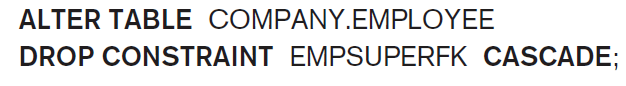 ALTER TABLE COMPANY.EMPLOYEE
DROP CONSTRAINT EMPSUPERFK CASCADE;